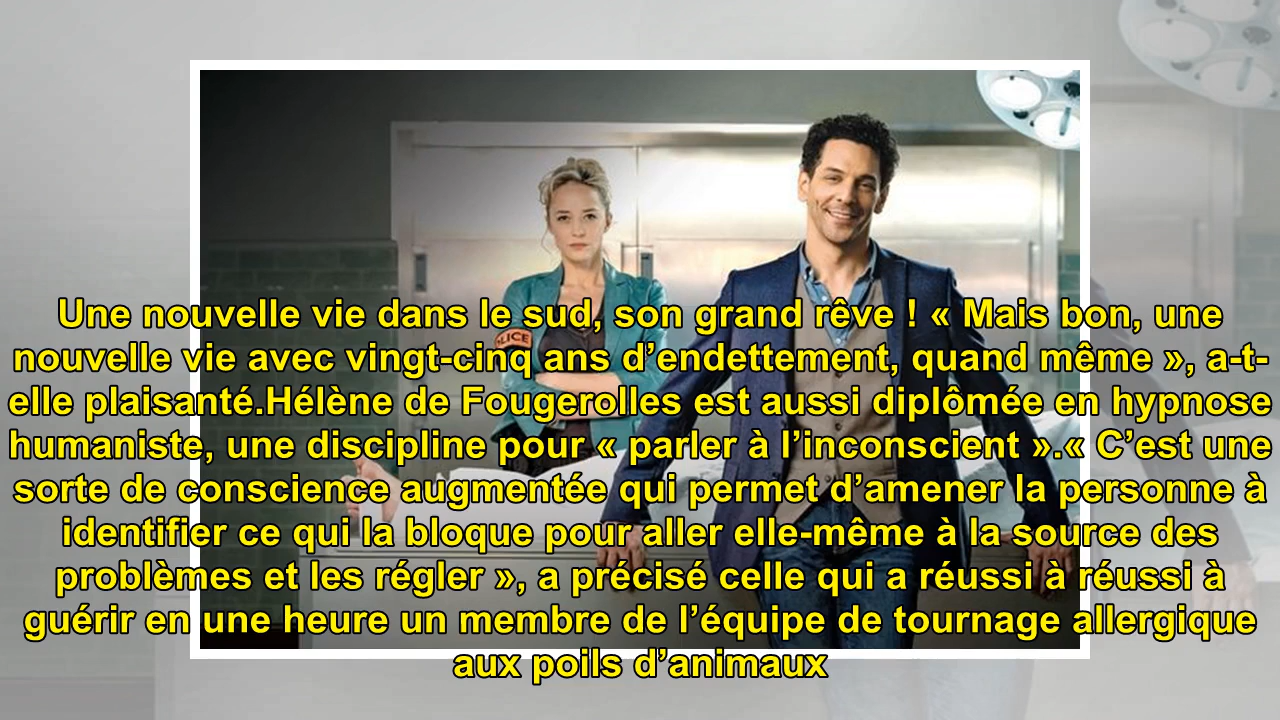 Une nouvelle vie dans le sud, son grand rêve ! « Mais bon, une
nouvelle vie avec vingt-cinq ans d’endettement, quand même », a-t-
elle plaisanté.Hélène de Fougerolles est aussi diplômée en hypnose
humaniste, une discipline pour « parler à l’inconscient ».« C’est une
sorte de conscience augmentée qui permet d’amener la personne à
identifier ce qui la bloque pour aller elle-même à la source des
problèmes et les régler », a précisé celle qui a réussi à réussi à
guérir en une heure un membre de l’équipe de tournage allergique
aux poils d’animaux
LICE